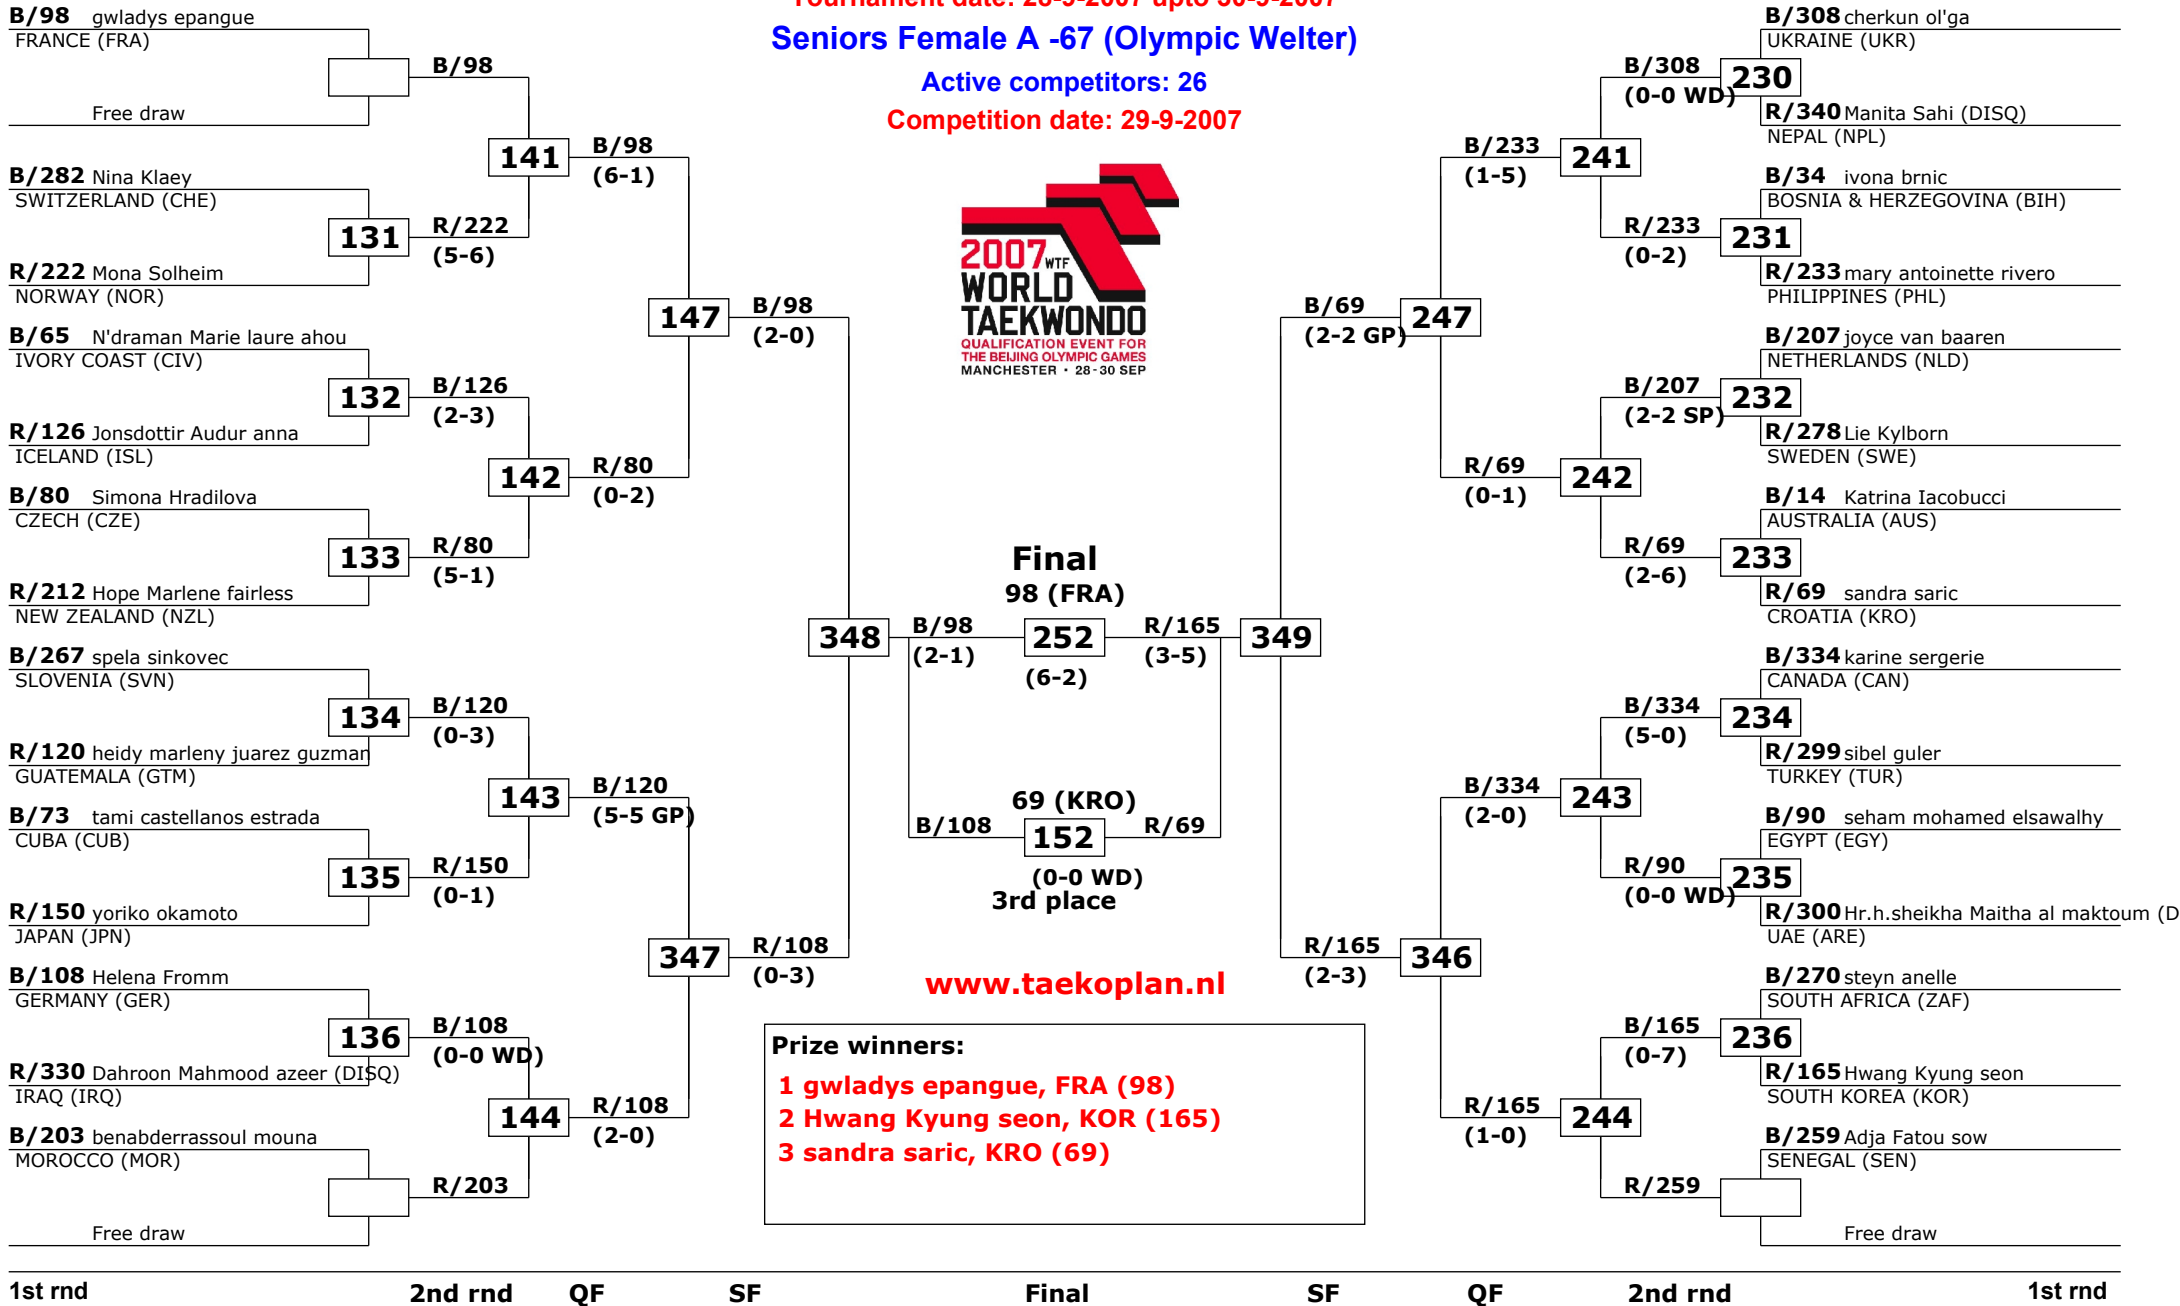 Tournament date: 28-9-2007 upto 30-9-2007
Seniors Female A -67 (Olympic Welter)
Active competitors: 26
Competition date: 29-9-2007
2007 WTF
WORLD
TAEKWONDO
QUALIFICATION EVENT FOR
THE BEIJING OLYMPIC GAMES
MANCHESTER • 28-30 SEP
B/98 gwladys epangue
FRANCE (FRA)
Free draw
B/282 Nina Klaey
SWITZERLAND (CHE)
131
R/222 Mona Solheim
NORWAY (NOR)
B/65 N'draman Marie laure ahou
IVORY COAST (CIV)
132
R/126 Jonsdottir Audur anna
ICELAND (ISL)
B/80 Simona Hradilova
CZECH (CZE)
133
R/212 Hope Marlene fairless
NEW ZEALAND (NZL)
B/267 spela sinkovec
SLOVENIA (SVN)
134
R/120 heidy marleny juarez guzman
GUATEMALA (GTM)
B/73 tami castellanos estrada
CUBA (CUB)
135
R/150 yoriko okamoto
JAPAN (JPN)
B/108 Helena Fromm
GERMANY (GER)
136
R/330 Dahroon Mahmood azeer (DISQ)
IRAQ (IRQ)
B/203 benabderrassoul mouna
MOROCCO (MOR)
Free draw
B/98
141
R/222
(5-6)
B/126
(2-3)
142
R/80
(5-1)
B/120
(0-3)
143
R/150
(0-1)
B/108
(0-0 WD)
144
R/203
B/98
(6-1)
147
R/80
(0-2)
B/120
(5-5 GP)
347
R/108
(2-0)
B/98
(2-0)
348
R/108
(0-3)
Final
98 (FRA)
B/98
(2-1)
252
(6-2)
R/165
(3-5)
69 (KRO)
B/108
152
R/69
(0-0 WD)
3rd place
www.taekoplan.nl
Prize winners:
1 gwladys epangue, FRA (98)
2 Hwang Kyung seon, KOR (165)
3 sandra saric, KRO (69)
B/69
(2-2 GP)
349
R/165
(2-3)
B/233
(1-5)
247
R/69
(0-1)
B/334
(2-0)
346
R/165
(1-0)
B/308
(0-0 WD)
241
R/233
(0-2)
B/207
(2-2 SP)
242
R/69
(2-6)
B/334
(5-0)
243
R/90
(0-0 WD)
B/165
(0-7)
244
R/259
B/308 cherkun ol'ga
UKRAINE (UKR)
230
R/340 Manita Sahi (DISQ)
NEPAL (NPL)
B/34 ivona brnic
BOSNIA & HERZEGOVINA (BIH)
231
R/233 mary antoinette rivero
PHILIPPINES (PHL)
B/207 joyce van baaren
NETHERLANDS (NLD)
232
R/278 Lie Kylborn
SWEDEN (SWE)
B/14 Katrina Iacobucci
AUSTRALIA (AUS)
233
R/69 sandra saric
CROATIA (KRO)
B/334 karine sergerie
CANADA (CAN)
234
R/299 sibel guler
TURKEY (TUR)
B/90 seham mohamed elsawalhy
EGYPT (EGY)
235
R/300 Hr.h.sheikha Maitha al maktoum (D
UAE (ARE)
B/270 steyn anelle
SOUTH AFRICA (ZAF)
236
R/165 Hwang Kyung seon
SOUTH KOREA (KOR)
B/259 Adja Fatou sow
SENEGAL (SEN)
Free draw
1st rnd 2nd rnd QF SF Final SF QF 2nd rnd 1st rnd